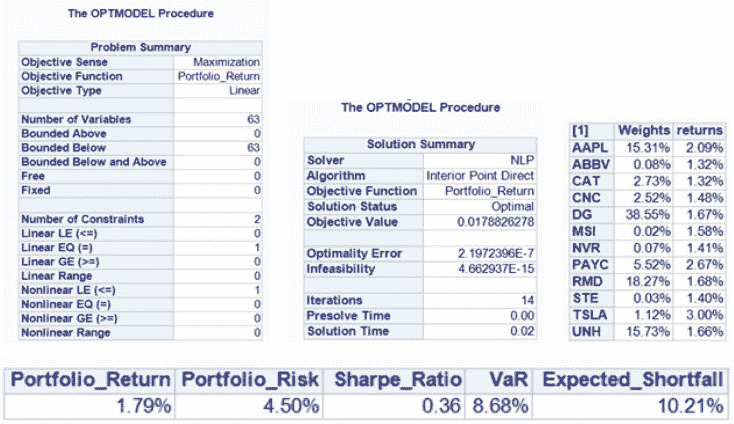 The OPTMODEL Procedure
Problem Summary
Objective Sense Maximization
Objective Function Portfolio_Return
Objective Type Linear
Number of Variables 63
Bounded Above 0
Bounded Below 63
Bounded Below and Above 0
Free 0
Fixed 0
Number of Constraints 2
Linear LE (<=) 0
Linear EQ (=) 1
Linear GE (>=) 0
Linear Range 0
Nonlinear LE (<=) 1
Nonlinear EQ (=) 0
Nonlinear GE (>=) 0
Nonlinear Range 0
The OPTMODEL Procedure
Solution Summary
Solver NLP
Algorithm Interior Point Direct
Objective Function Portfolio_Return
Solution Status Optimal
Objective Value 0.0178826278
Optimality Error 2.1972396E-7
Infeasibility 4.662937E-15
Iterations 14
Presolve Time 0.00
Solution Time 0.02
[1] Weights returns
AAPL 15.31% 2.09%
ABBV 0.08% 1.32%
CAT 2.73% 1.32%
CNC 2.52% 1.48%
DG 38.55% 1.67%
MSI 0.02% 1.58%
NVR 0.07% 1.41%
PAYC 5.52% 2.67%
RMD 18.27% 1.68%
STE 0.03% 1.40%
TSLA 1.12% 3.00%
UNH 15.73% 1.66%
Portfolio_Return Portfolio_Risk Sharpe_Ratio VaR Expected_Shortfall
1.79% 4.50% 0.36 8.68% 10.21%